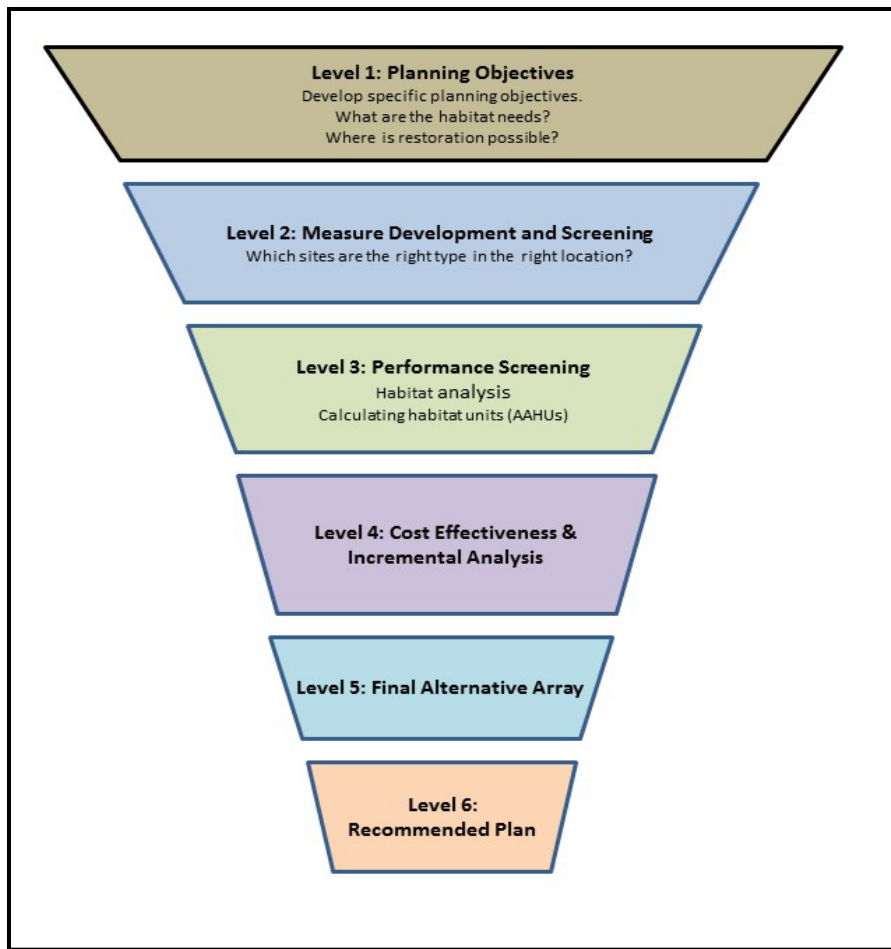 Level 1: Planning Objectives
Develop specific planning objectives.
What are the habitat needs?
Where is restoration possible?
Level 2: Measure Development and Screening
Which sites are the right type in the right location?
Level 3: Performance Screening
Habitat analysis
Calculating habitat units (AAHUs)
Level 4: Cost Effectiveness &
Incremental Analysis
Level 5: Final Alternative Array
Level 6:
Recommended Plan